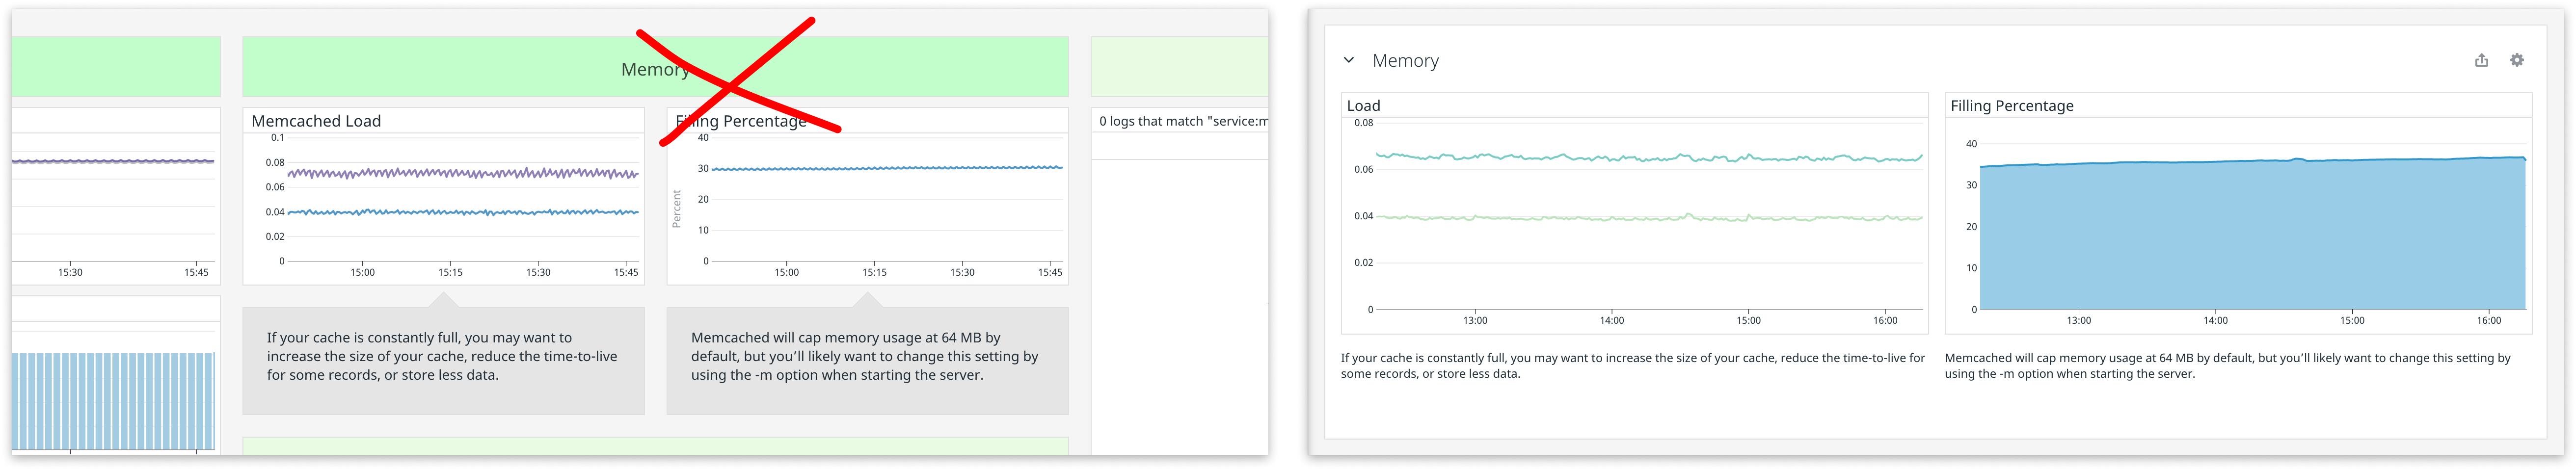 Memory
Memcached Load
0.1
0.08
0.06
0.04
0.02
0
15:00
15:15
15:30
15:45
Filling Percentage
Percent
40
30
20
10
0
15:00
15:15
15:30
15:45
15:30
15:45
0 logs that match "service:m
If your cache is constantly full, you may want to
increase the size of your cache, reduce the time-to-live
for some records, or store less data.
Memcached will cap memory usage at 64 MB by
default, but you’ll likely want to change this setting by
using the -m option when starting the server.
Memory
Load
0.08
0.06
0.04
0.02
0
13:00
14:00
15:00
16:00
Filling Percentage
40
30
20
10
0
13:00
14:00
15:00
16:00
If your cache is constantly full, you may want to increase the size of your cache, reduce the time-to-live for
some records, or store less data.
Memcached will cap memory usage at 64 MB by default, but you’ll likely want to change this setting by
using the -m option when starting the server.